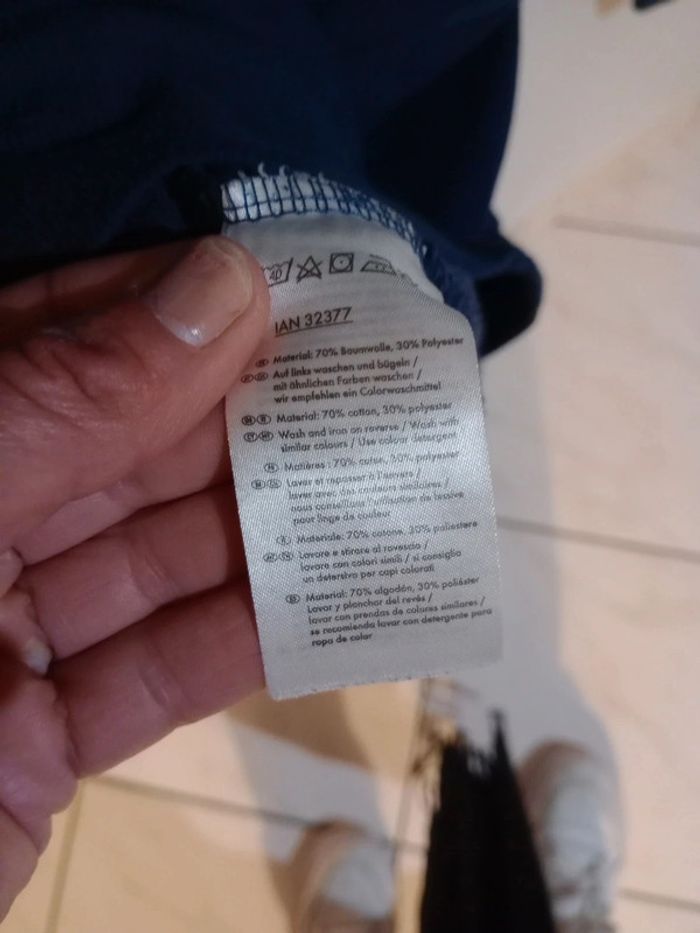 40
IAN 32377
Material: 70% Baumwolle, 30% Polyester
Auf links waschen und bügeln /
mit ähnlichen Farben waschen /
wir empfehlen ein Colorwaschmittel
Material: 70% cotton, 30% polyester
Wash and iron on reverse / Wash with
similar colours / Use colour detergent
Matières : 70% coton, 30% polyester
Laver et repasser à l'envers /
laver avec des couleurs similaires /
nous conseillons l'utilisation de lessive
pour linge de couleur
Materiale: 70% cotone, 30% poliestere
Lavare e stirare al rovescio /
lavare con colori simili / si consiglia
un detersivo per capi colorati
Material: 70% algodón, 30% poliéster
Lavar y planchar del revés /
lavar con prendas de colores similares /
se recomienda lavar con detergente para
ropa de color